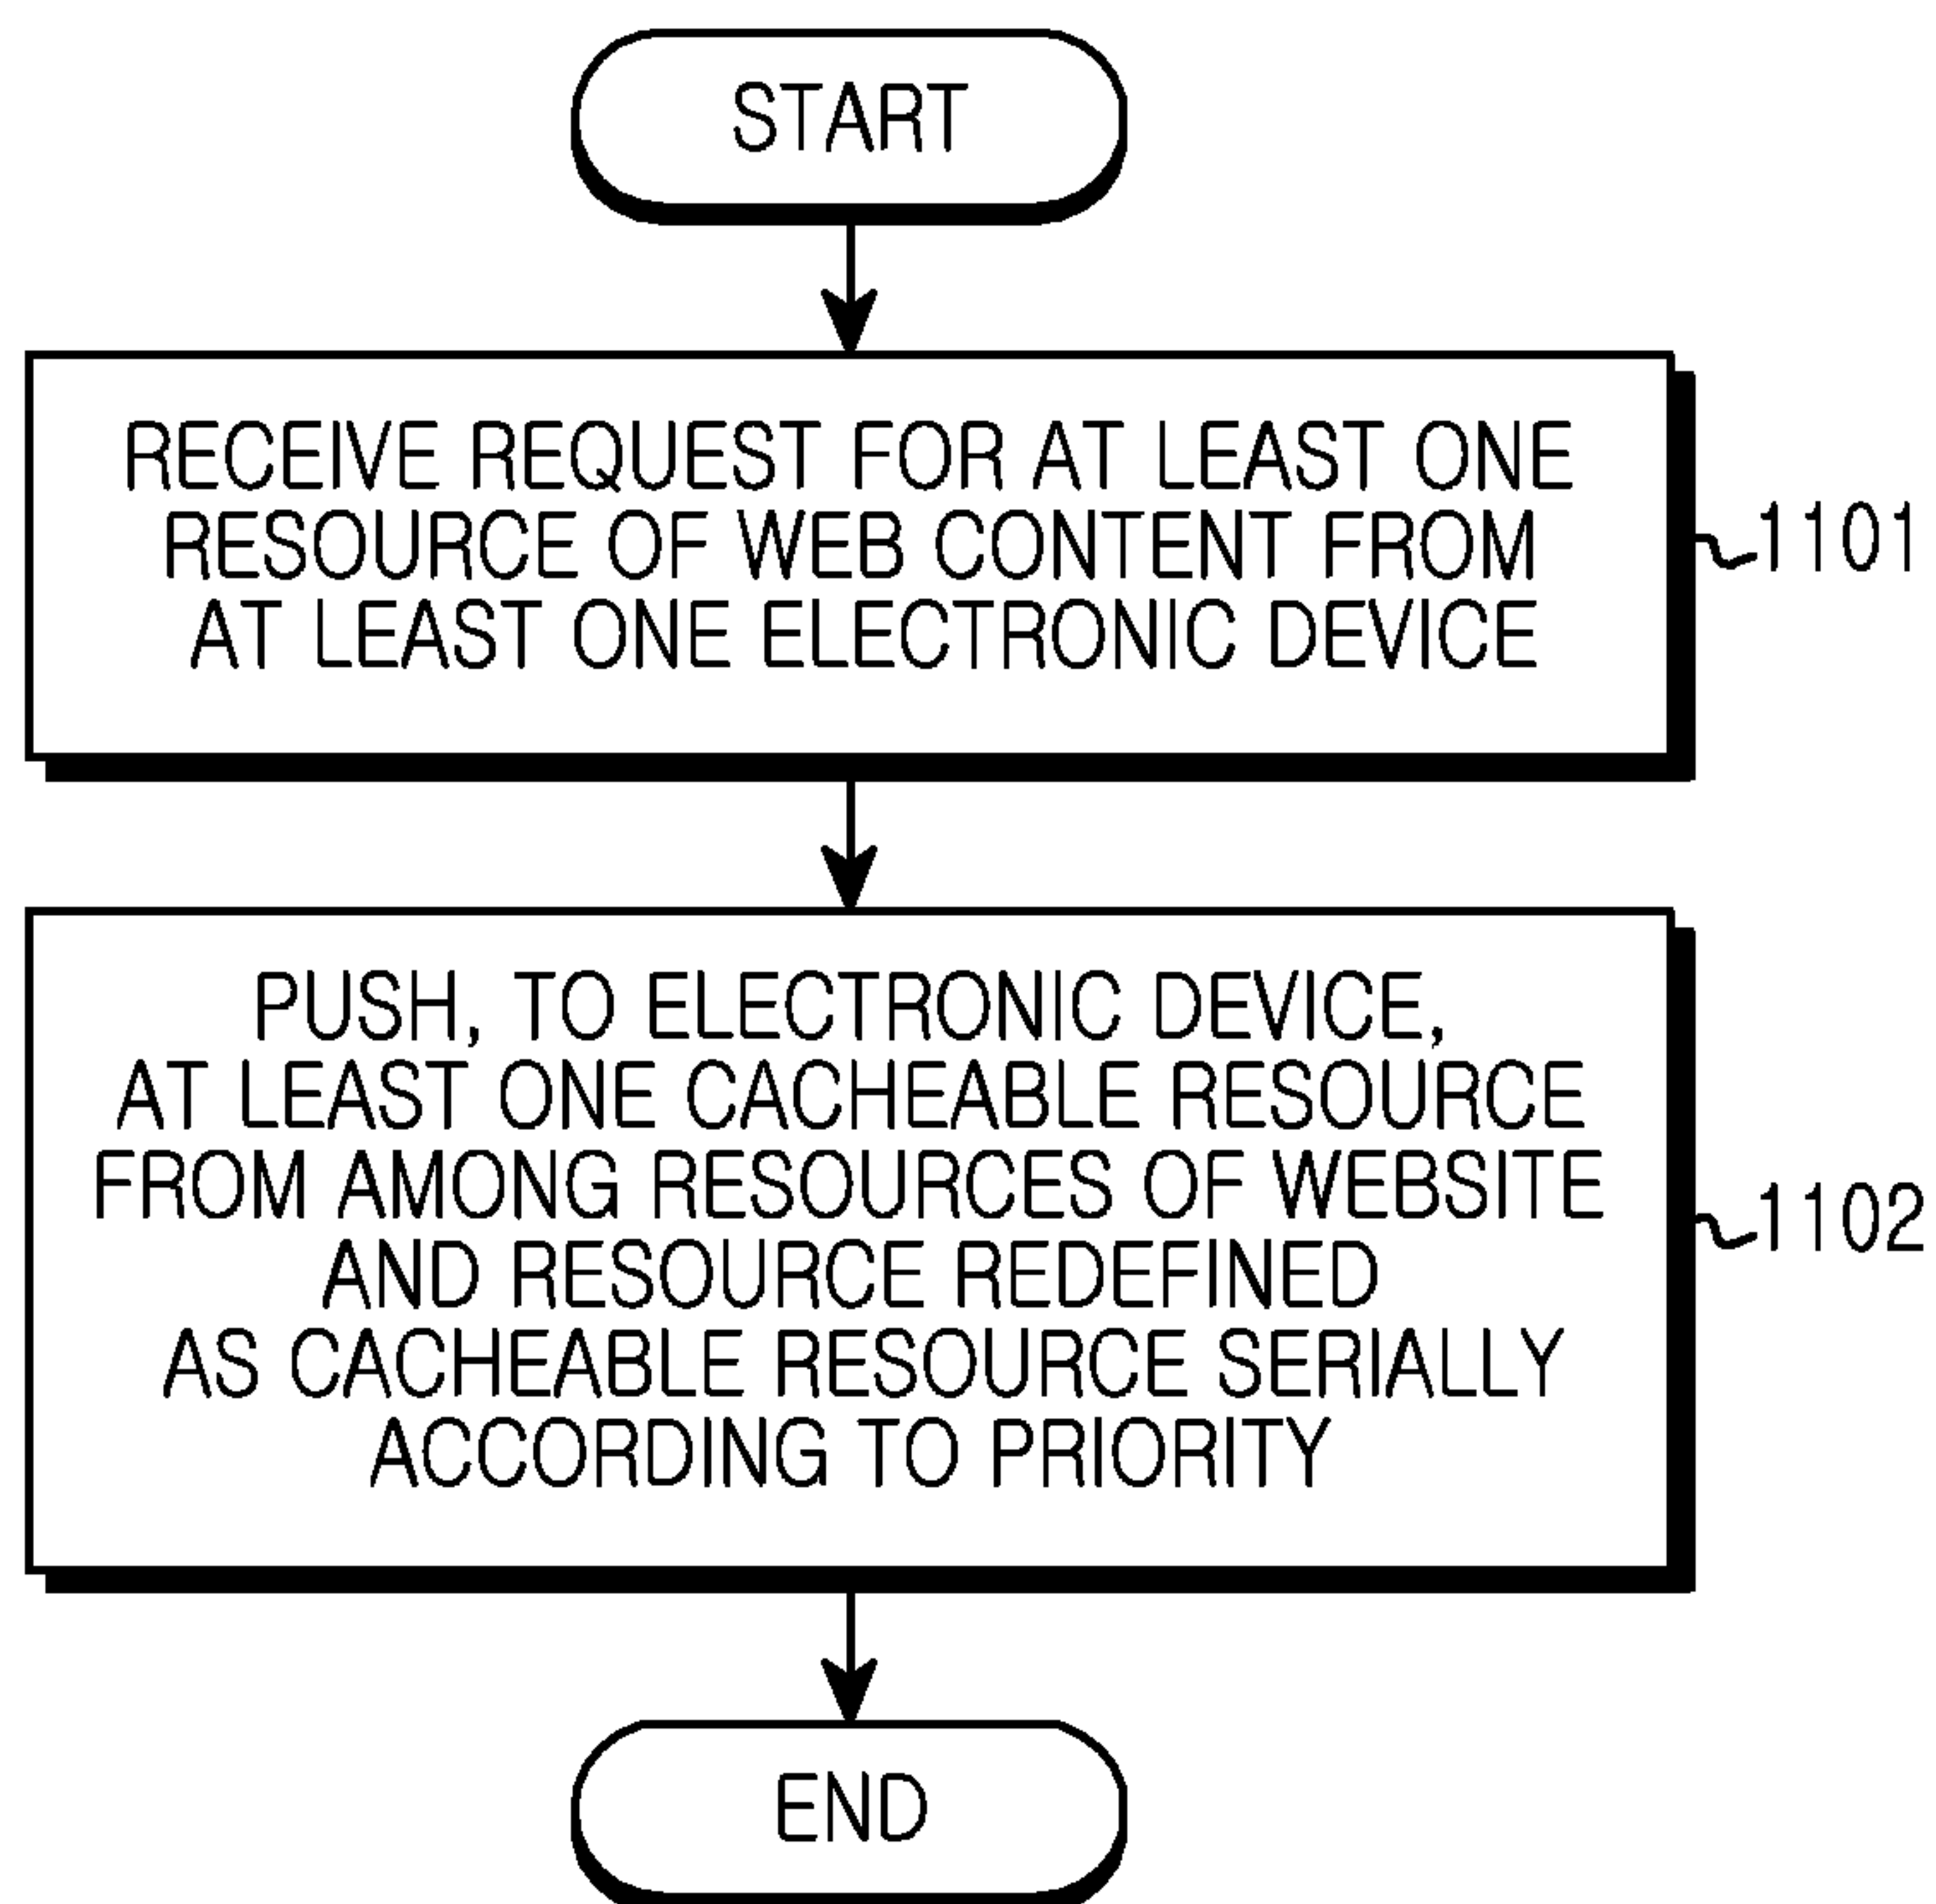 START
RECEIVE REQUEST FOR AT LEAST ONE
RESOURCE OF WEB CONTENT FROM
AT LEAST ONE ELECTRONIC DEVICE
1101
PUSH, TO ELECTRONIC DEVICE,
AT LEAST ONE CACHEABLE RESOURCE
FROM AMONG RESOURCES OF WEBSITE
AND RESOURCE REDEFINED
AS CACHEABLE RESOURCE SERIALLY
ACCORDING TO PRIORITY
1102
END